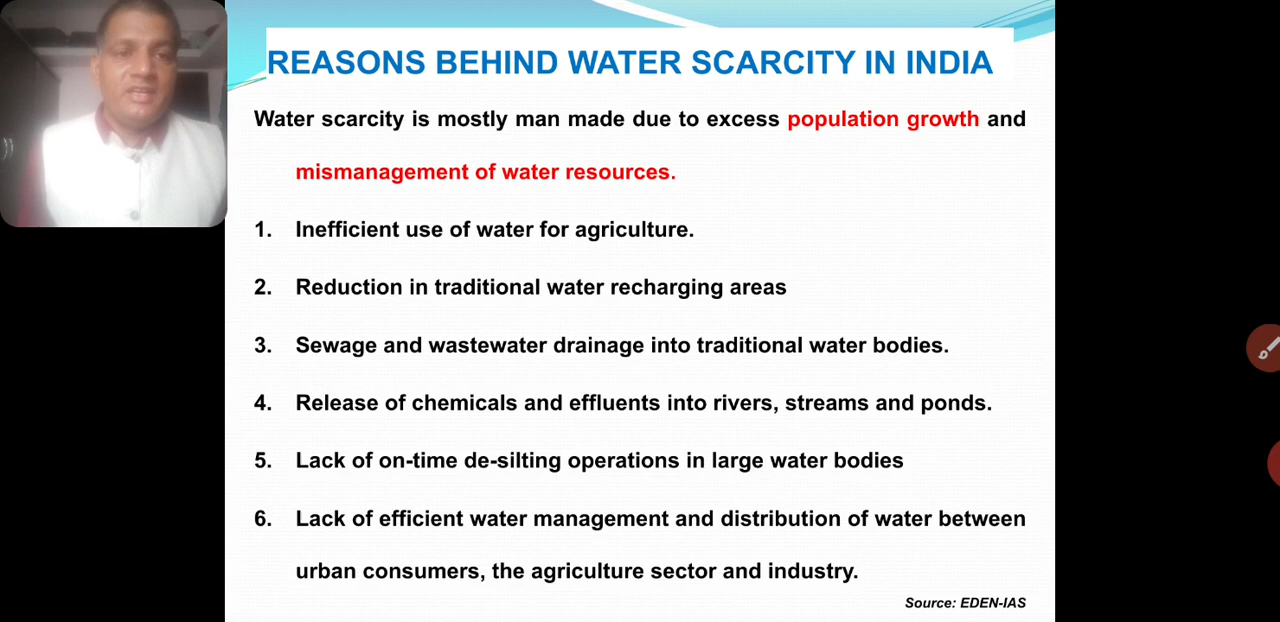 REASONS BEHIND WATER SCARCITY IN INDIA
Water scarcity is mostly man made due to excess population growth and
mismanagement of water resources.
1. Inefficient use of water for agriculture.
2. Reduction in traditional water recharging areas
3. Sewage and wastewater drainage into traditional water bodies.
4. Release of chemicals and effluents into rivers, streams and ponds.
5. Lack of on-time de-silting operations in large water bodies
6. Lack of efficient water management and distribution of water between
urban consumers, the agriculture sector and industry.
Source: EDEN-IAS